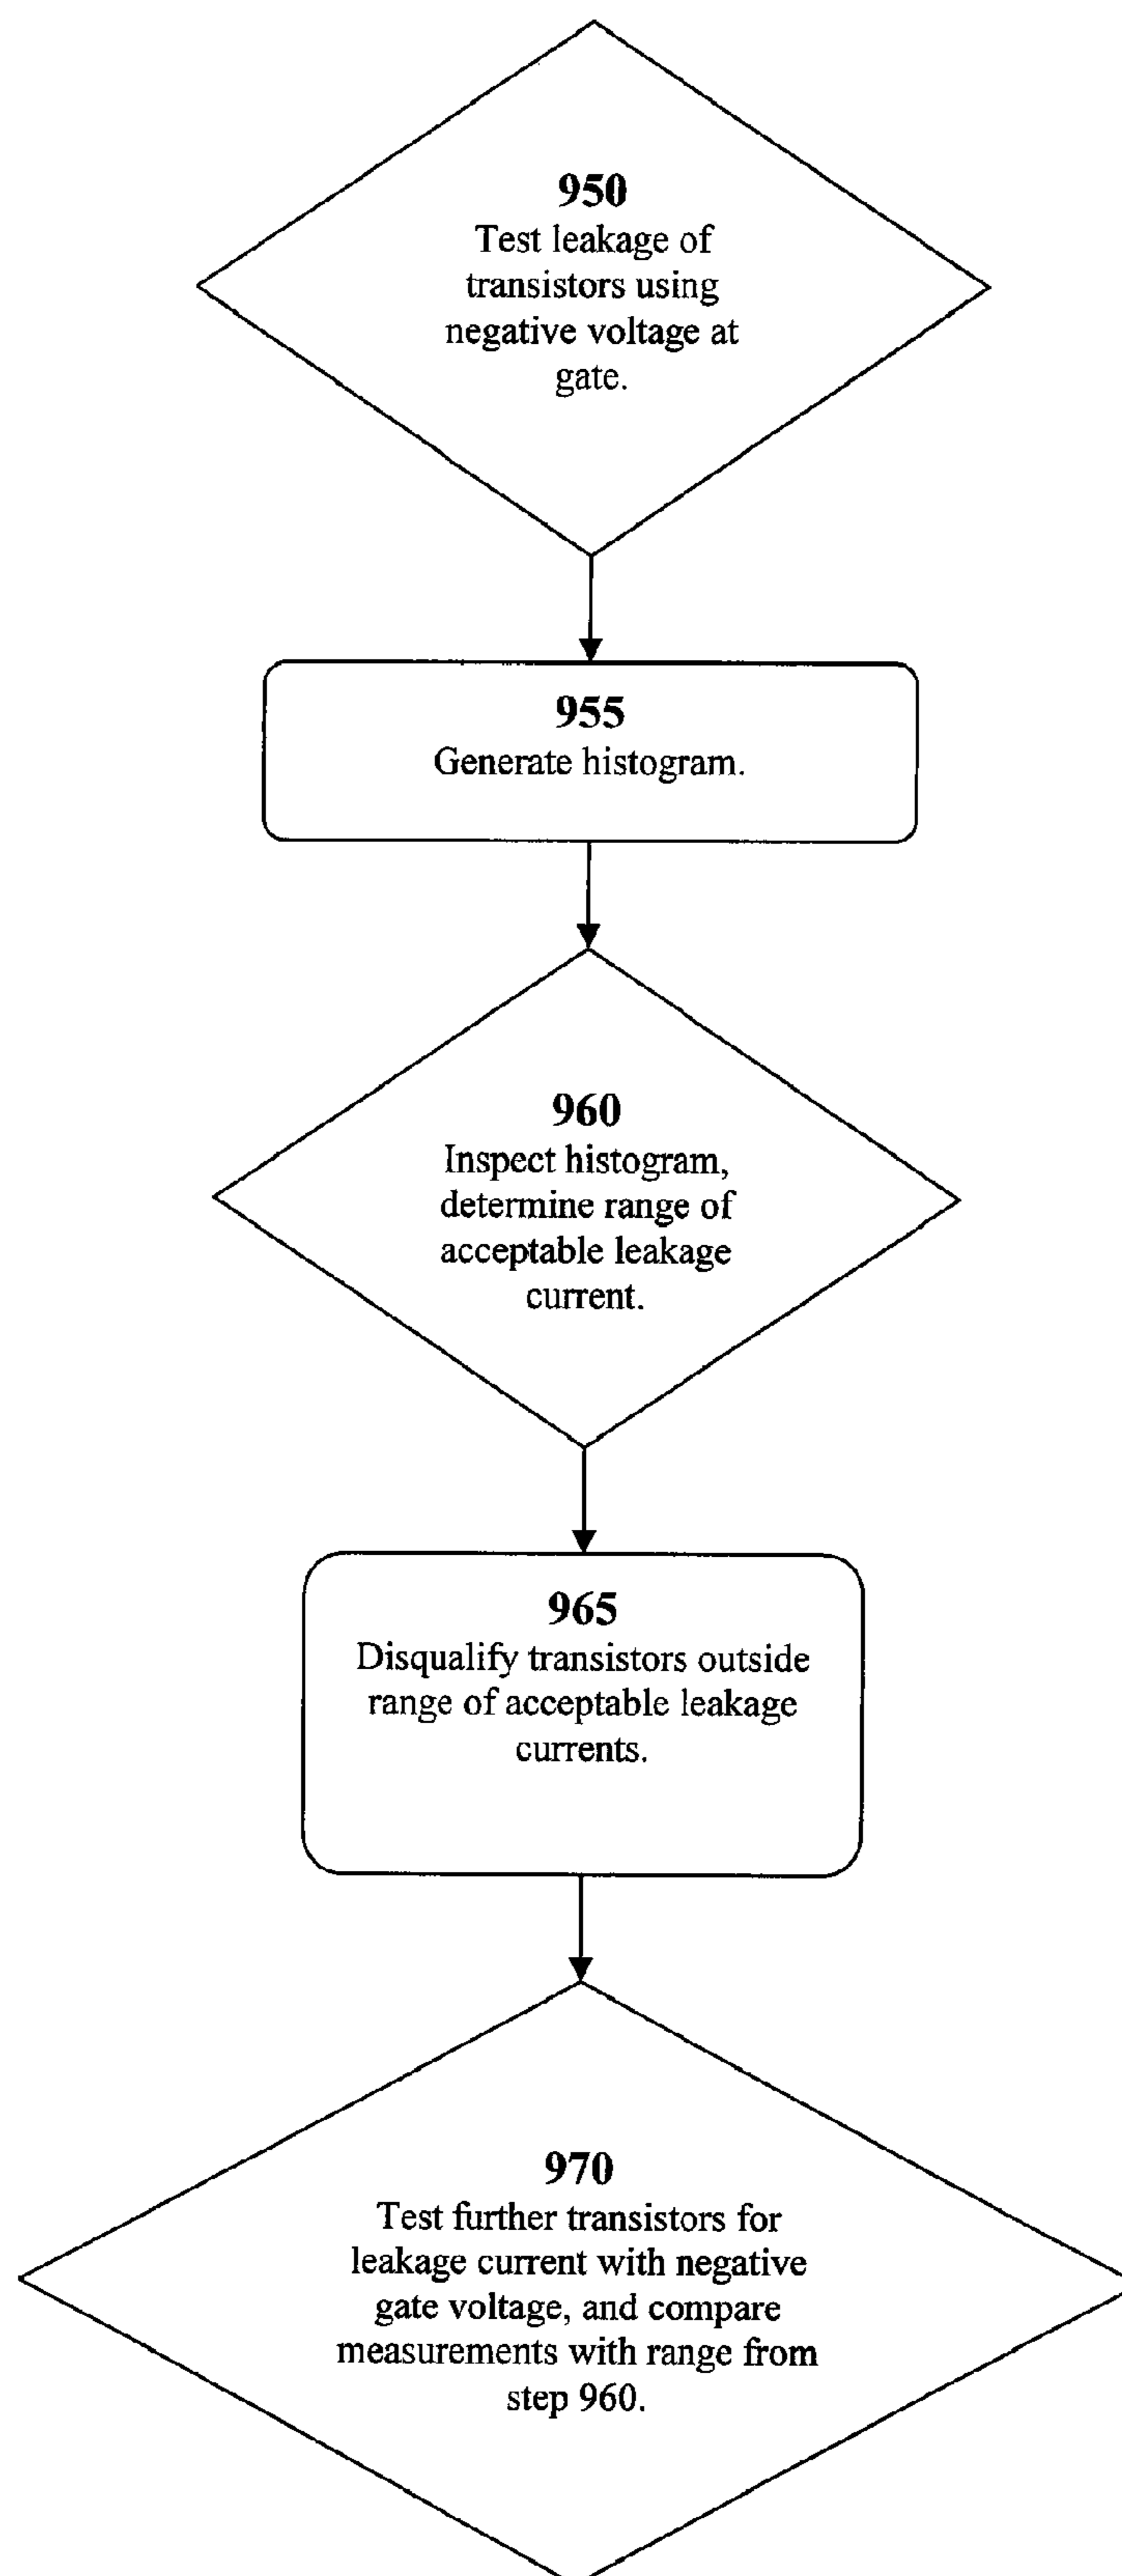 950
Test leakage of
transistors using
negative voltage at
gate.
955
Generate histogram.
960
Inspect histogram,
determine range of
acceptable leakage
current.
965
Disqualify transistors outside
range of acceptable leakage
currents.
970
Test further transistors for
leakage current with negative
gate voltage, and compare
measurements with range from
step 960.